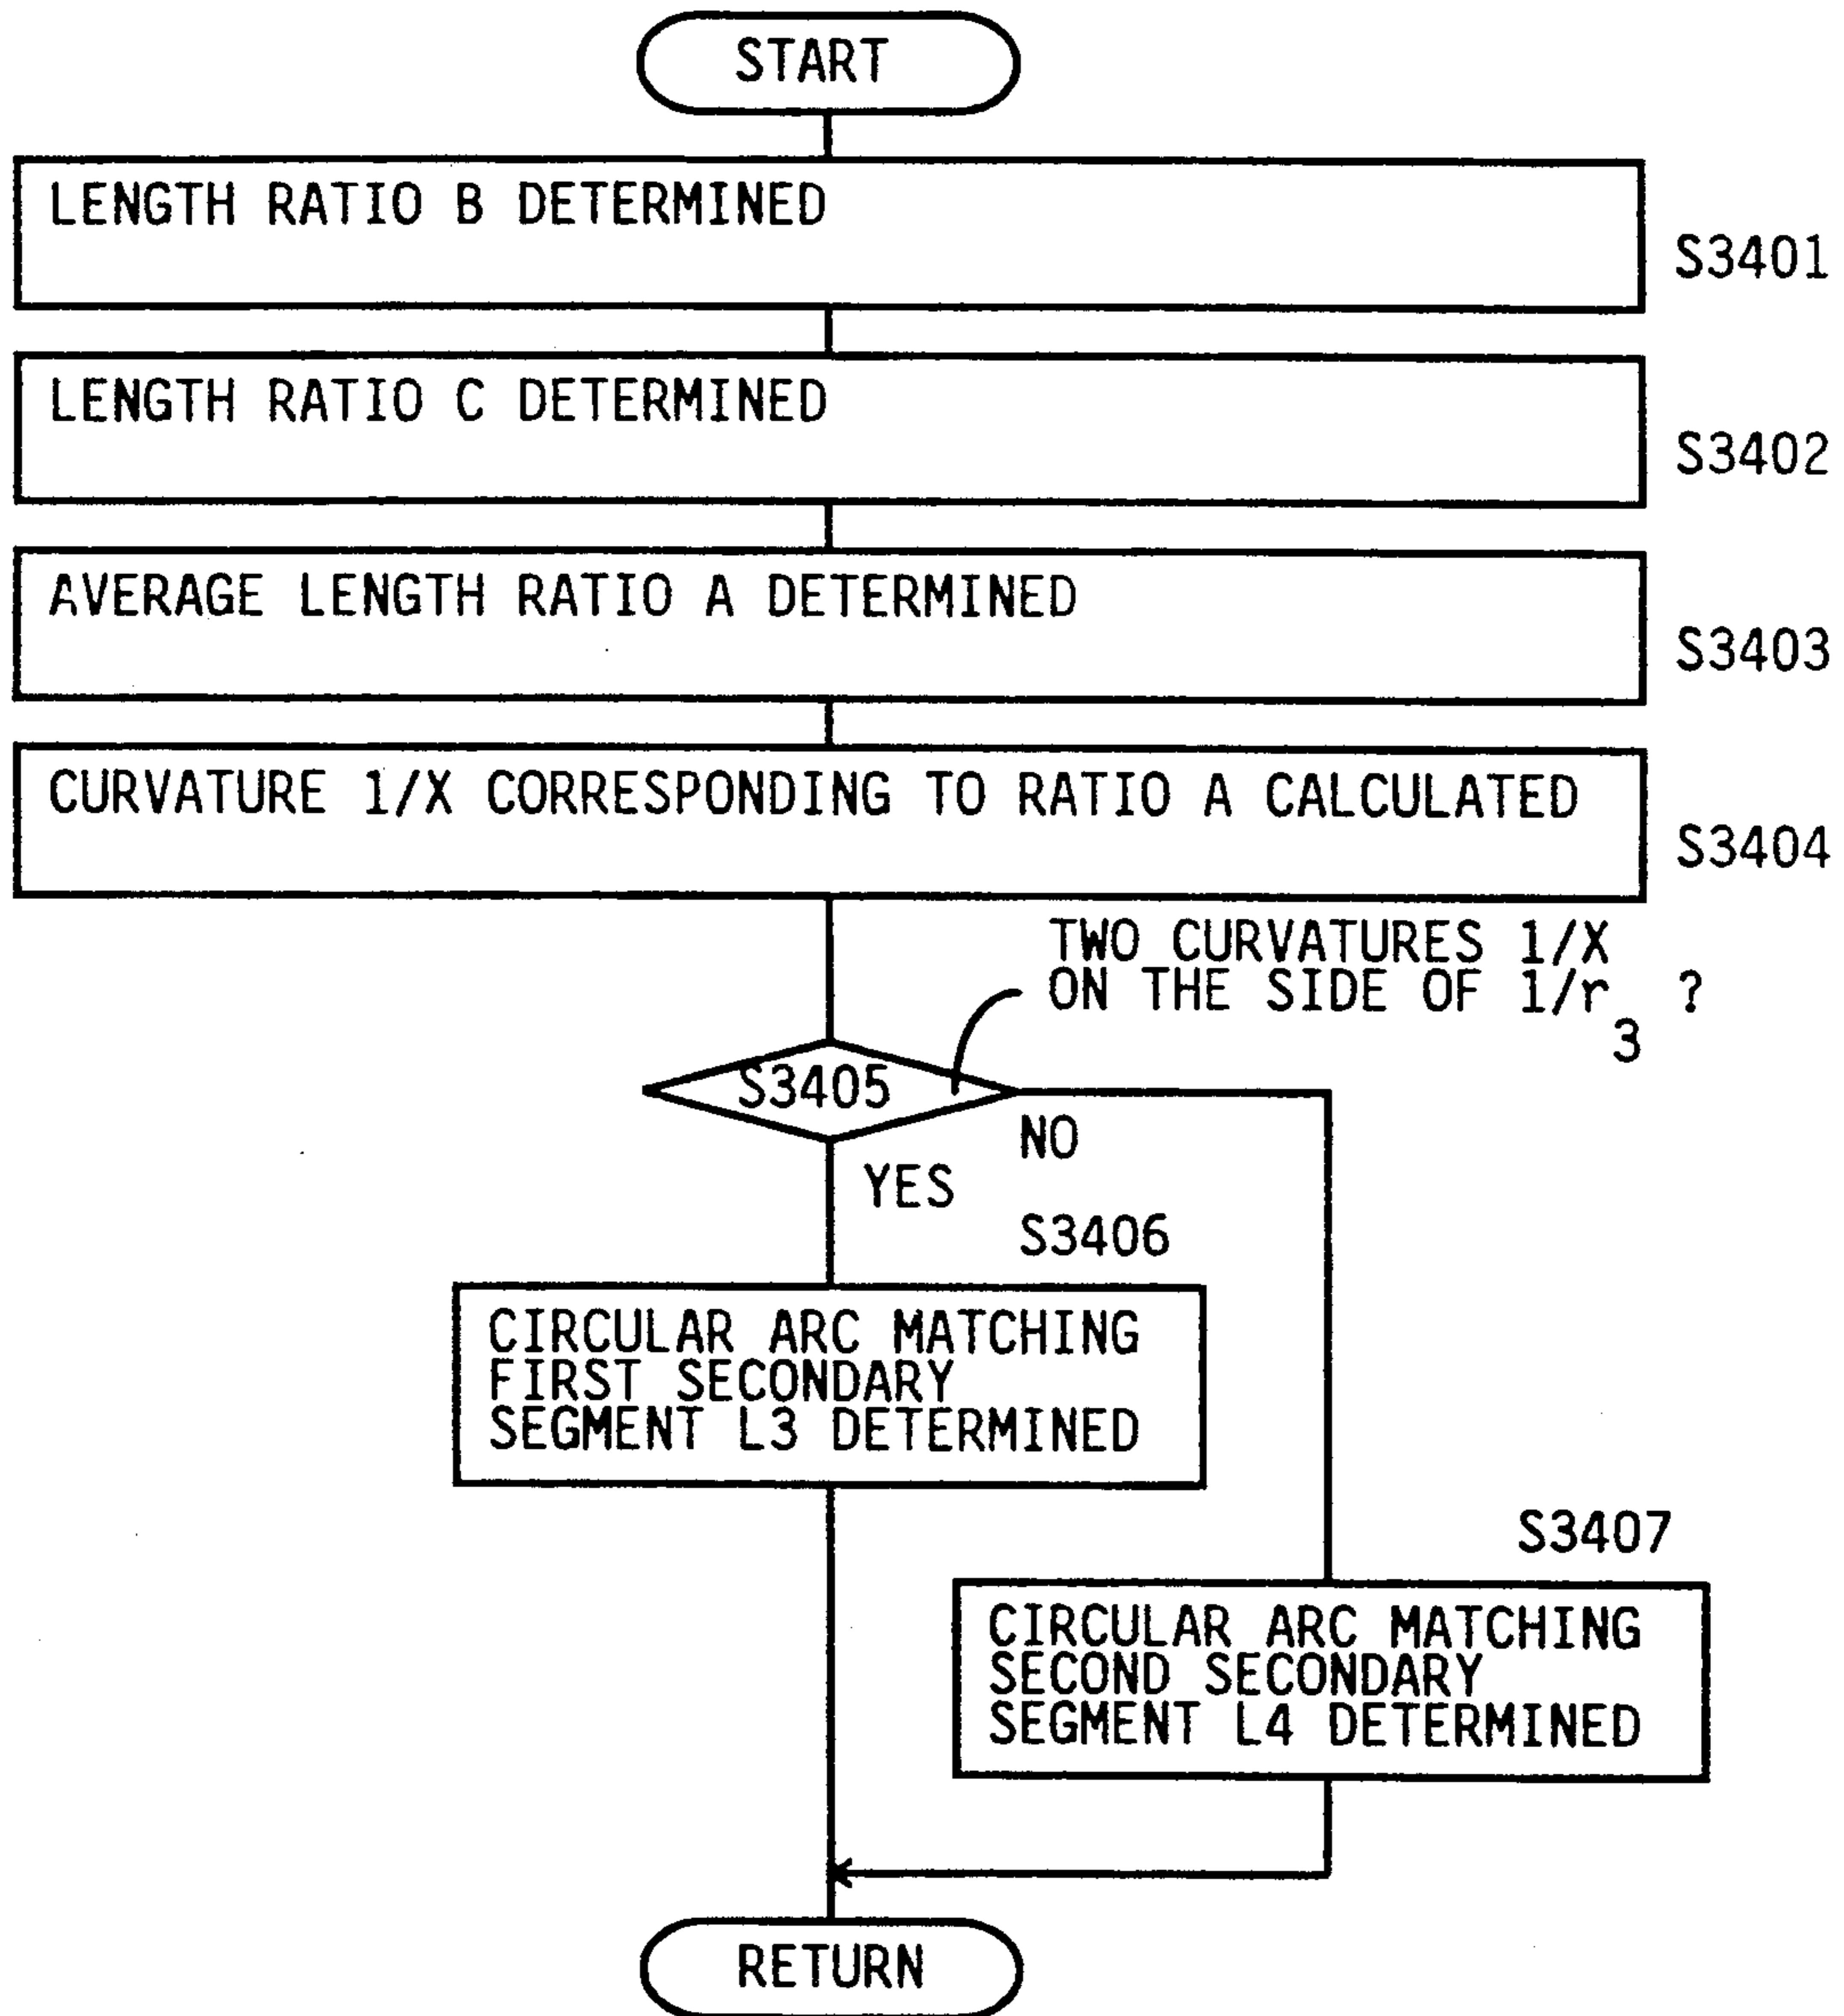 START
LENGTH RATIO B DETERMINED
S3401
LENGTH RATIO C DETERMINED
S3402
AVERAGE LENGTH RATIO A DETERMINED
S3403
CURVATURE 1/X CORRESPONDING TO RATIO A CALCULATED
S3404
TWO CURVATURES 1/X
ON THE SIDE OF 1/r3 ?
S3405
NO
YES
S3406
CIRCULAR ARC MATCHING
FIRST SECONDARY
SEGMENT L3 DETERMINED
S3407
CIRCULAR ARC MATCHING
SECOND SECONDARY
SEGMENT L4 DETERMINED
RETURN